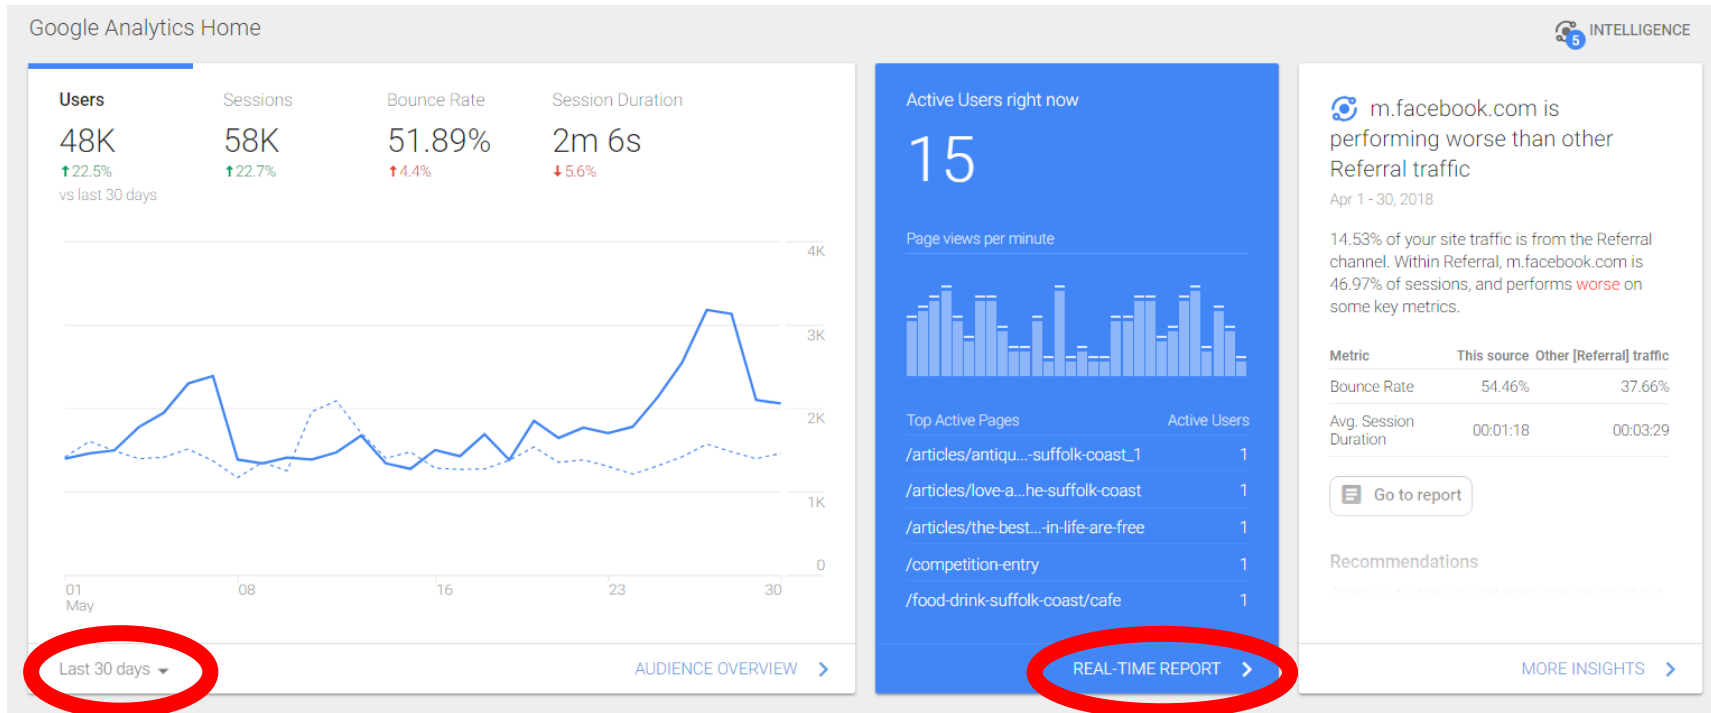 Google Analytics Home
5 INTELLIGENCE
Users Sessions Bounce Rate Session Duration
48K 58K 51.89% 2m 6s
22.5% 22.7% 4.4% 5.6%
vs last 30 days
4K
3K
2K
1K
0
01 08 16 23 30
May
Last 30 days
AUDIENCE OVERVIEW
Active Users right now
15
Page views per minute
Top Active Pages Active Users
/articles/antiqu...-suffolk-coast_1 1
/articles/love-a...he-suffolk-coast 1
/articles/the-best...-in-life-are-free 1
/competition-entry 1
/food-drink-suffolk-coast/cafe 1
REAL-TIME REPORT
m.facebook.com is
performing worse than other
Referral traffic
Apr 1 - 30, 2018
14.53% of your site traffic is from the Referral
channel. Within Referral, m.facebook.com is
46.97% of sessions, and performs worse on
some key metrics.
Metric This source Other [Referral] traffic
Bounce Rate 54.46% 37.66%
Avg. Session
Duration 00:01:18 00:03:29
Go to report
Recommendations
MORE INSIGHTS